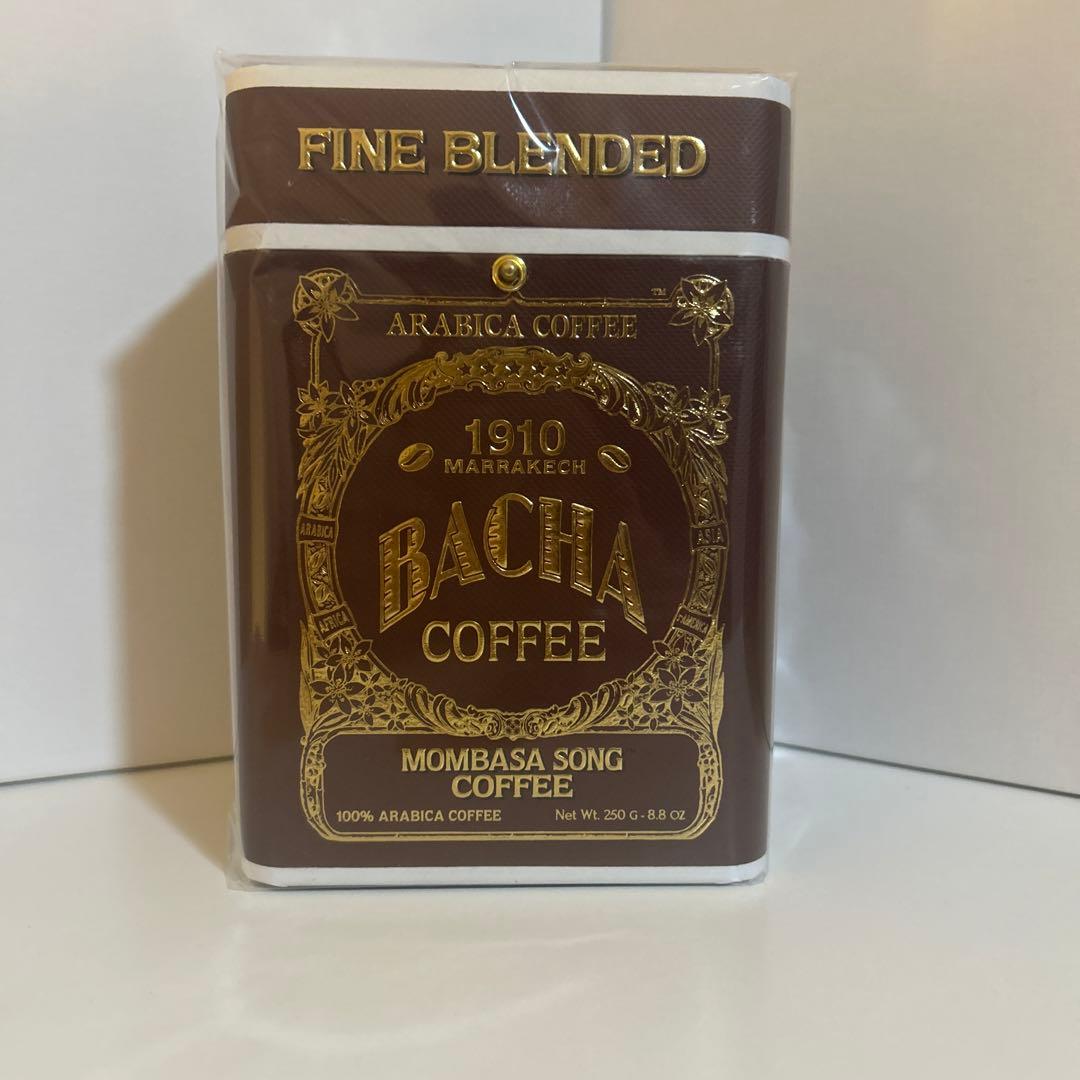 FINE BLENDED
TM
ARABICA COFFEE
1910
MARRAKECH
BACHA
COFFEE
ARABICA
ASIA
AFRICA
MOMBASA SONG
COFFEE
100% ARABICA COFFEE
Net Wt. 250 G - 8.8 OZ